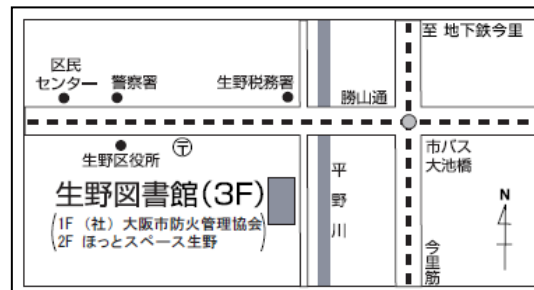 至 地下鉄今里
区民
センター
警察署
生野税務署
勝山通
生野区役所
〒
市バス
大池橋
生野図書館(3F)
(1F (社) 大阪市防火管理協会
2F ほっとスペース生野)
平野川
N
今里筋